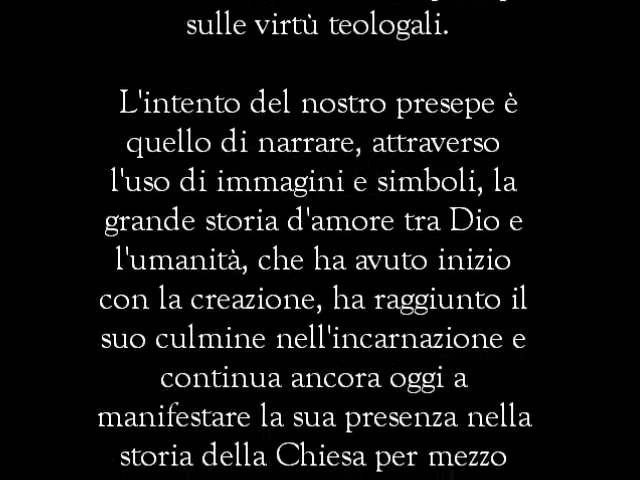 sulle virtù teologali.
L'intento del nostro presepe è
quello di narrare, attraverso
l'uso di immagini e simboli, la
grande storia d'amore tra Dio e
l'umanità, che ha avuto inizio
con la creazione, ha raggiunto il
suo culmine nell'incarnazione e
continua ancora oggi a
manifestare la sua presenza nella
storia della Chiesa per mezzo